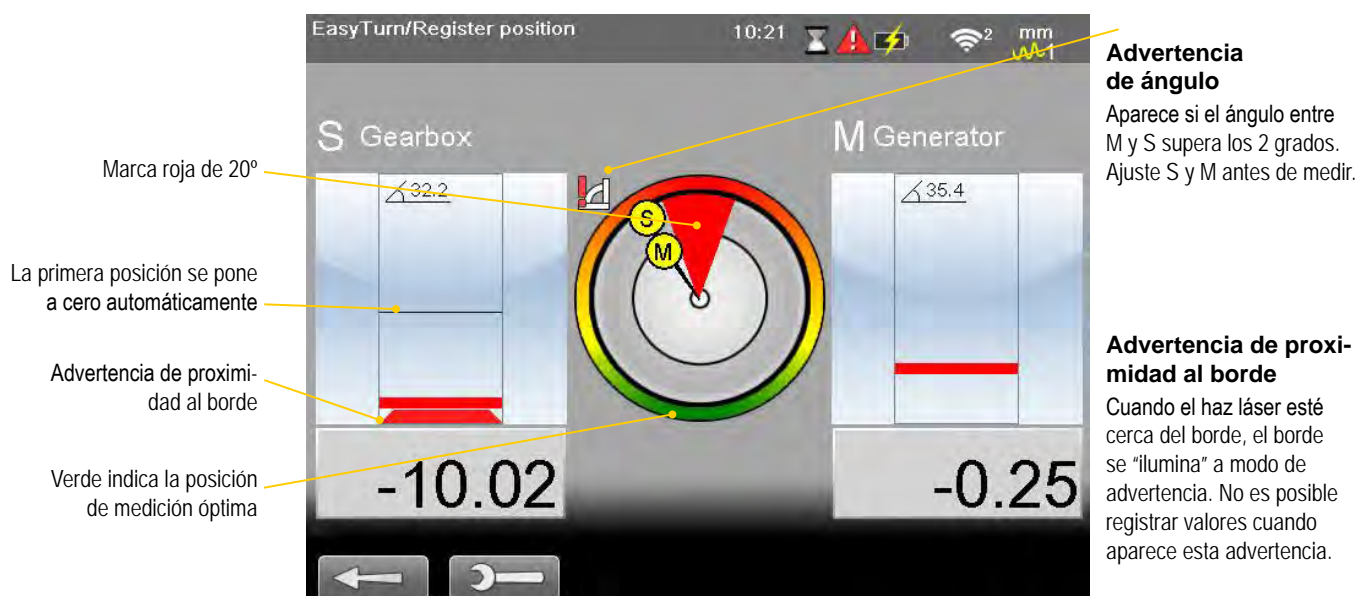 EasyTurn/Register position
10:21
2
mm
1
S Gearbox
M Generator
32.2
35.4
S
M
-10.02
-0.25
Marca roja de 20º
La primera posición se pone
a cero automáticamente
Advertencia de proximi-
dad al borde
Verde indica la posición
de medición óptima
Advertencia
de ángulo
Aparece si el ángulo entre
M y S supera los 2 grados.
Ajuste S y M antes de medir.
Advertencia de proxi-
midad al borde
Cuando el haz láser esté
cerca del borde, el borde
se “ilumina” a modo de
advertencia. No es posible
registrar valores cuando
aparece esta advertencia.